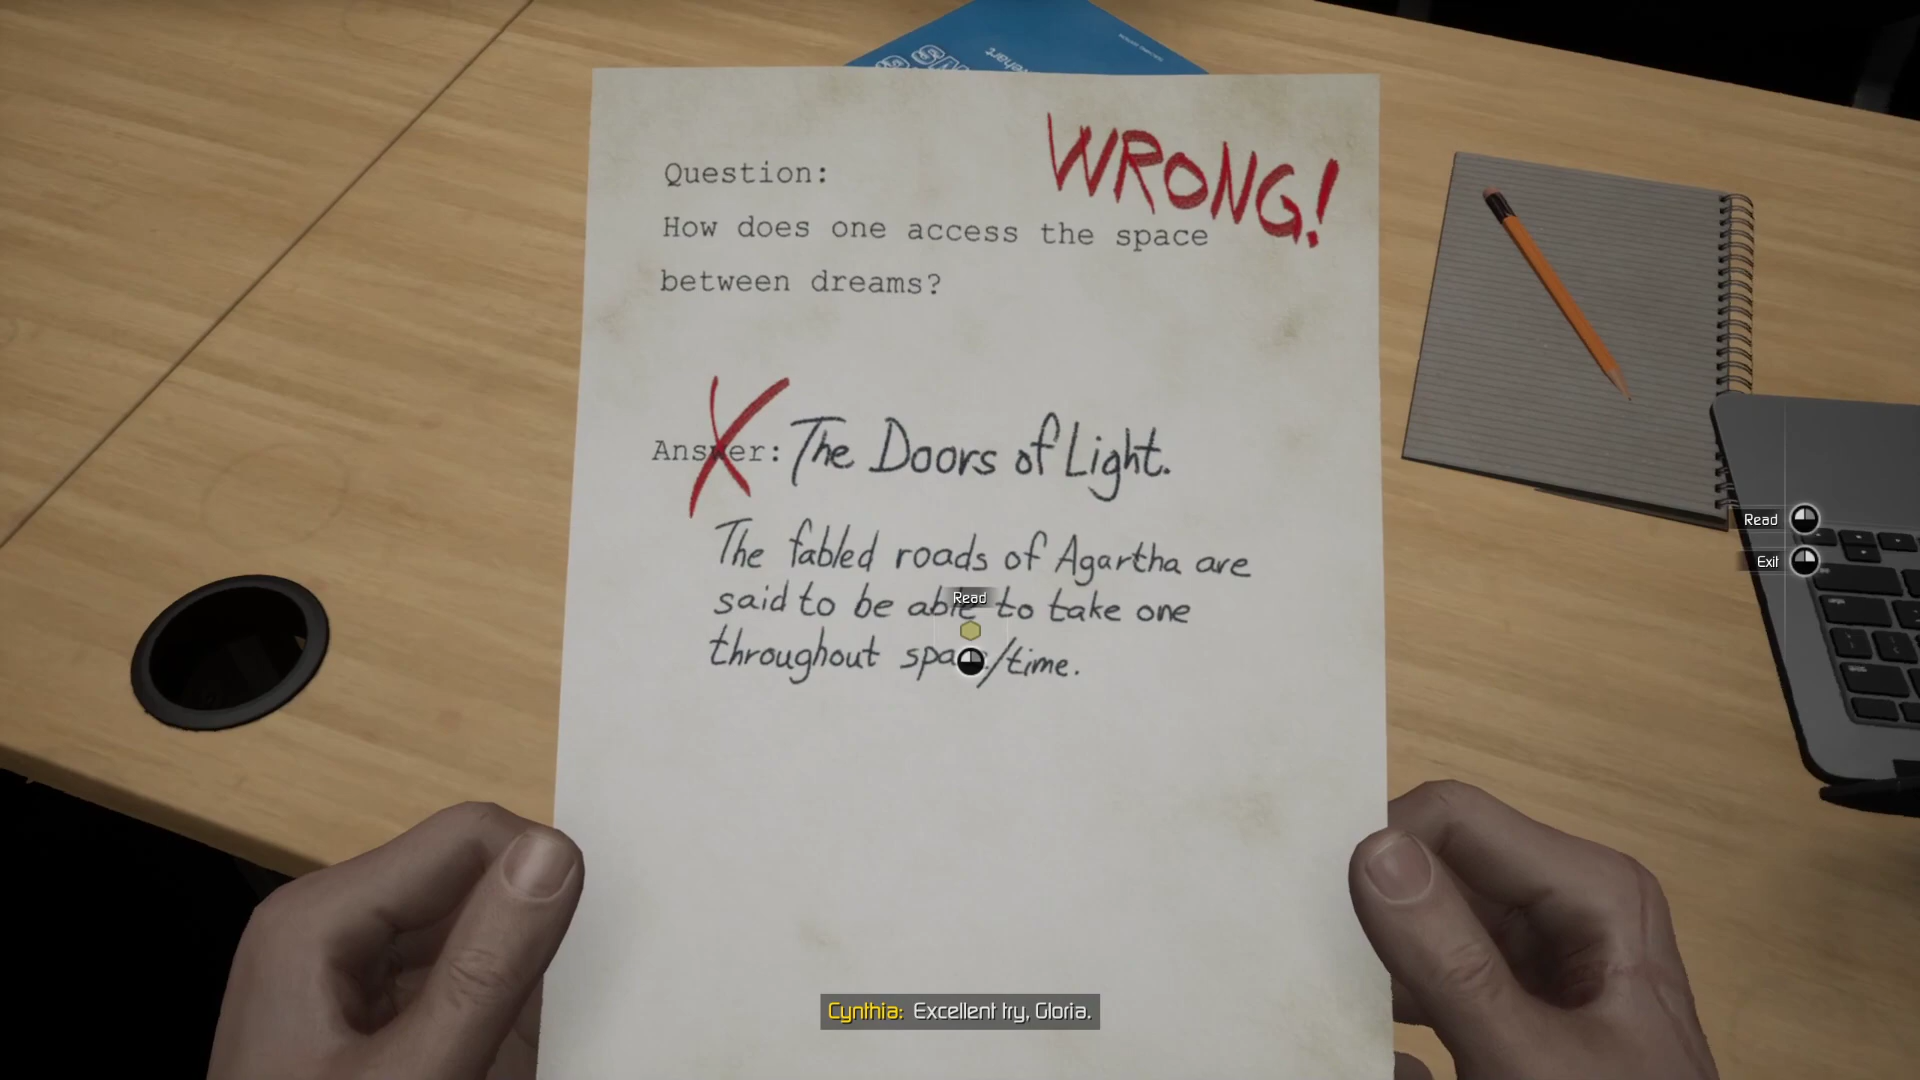 WRONG!
Question:
How does one access the space
between dreams?
Answer: The Doors of Light.
The fabled roads of Agartha are
said to be able to take one
throughout space/time.
Read
Read
Exit
Cynthia: Excellent try, Gloria.